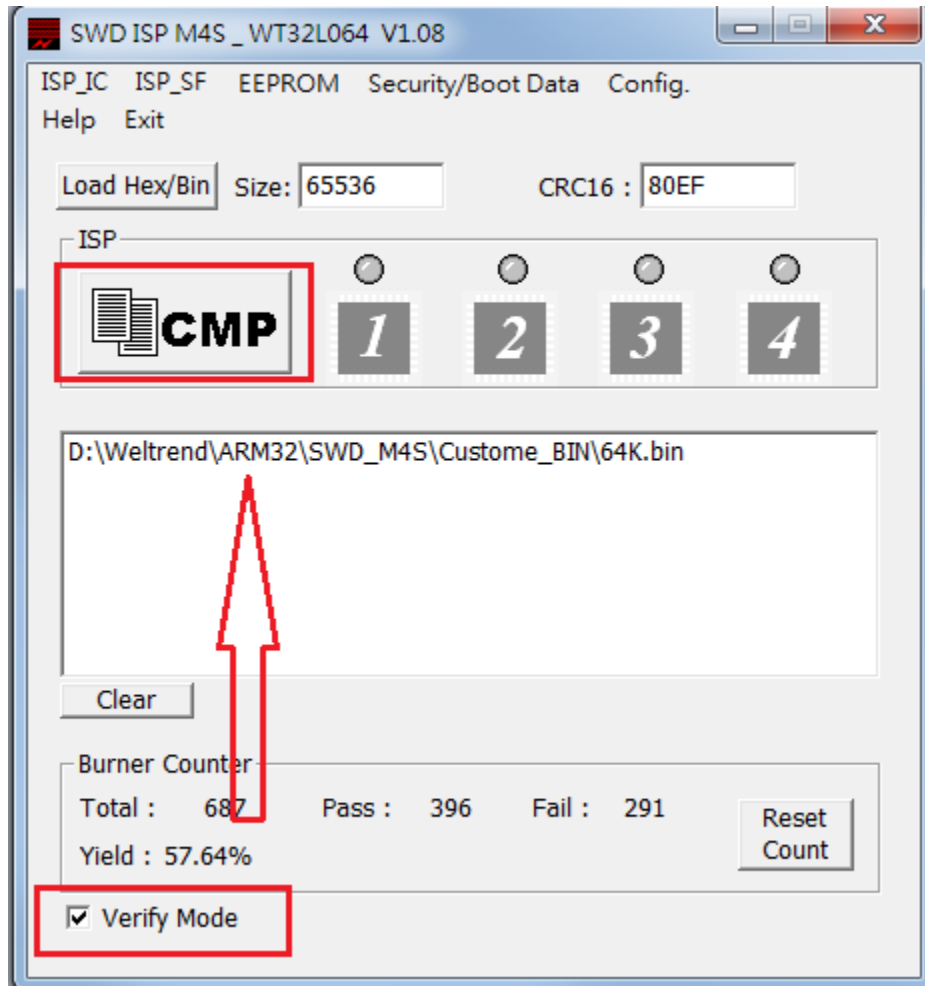 SWD ISP M4S _ WT32L064 V1.08
ISP_IC ISP_SF EEPROM Security/Boot Data Config.
Help Exit
Load Hex/Bin Size: 65536 CRC16 : 80EF
ISP
CMP 1 2 3 4
D:\Weltrend\ARM32\SWD_M4S\Custome_BIN\64K.bin
Clear
Burner Counter
Total : 687 Pass : 396 Fail : 291
Reset
Yield : 57.64% Count
Verify Mode